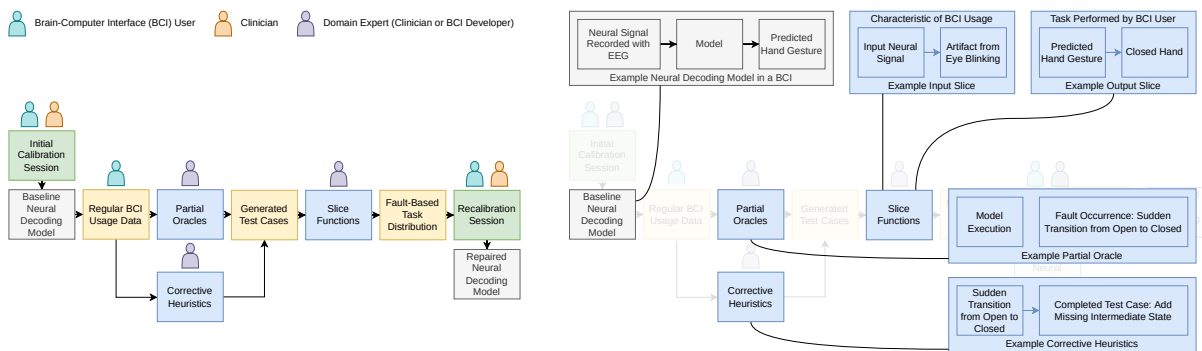 Brain-Computer Interface (BCI) User
Clinician
Domain Expert (Clinician or BCI Developer)
Initial
Calibration
Session
Baseline
Neural
Decoding
Model
Regular BCI
Usage Data
Partial
Oracles
Generated
Test Cases
Slice
Functions
Fault-Based
Task
Distribution
Recalibration
Session
Repaired
Neural
Decoding
Model
Corrective
Heuristics
Neural Signal
Recorded with
EEG
Model
Predicted
Hand Gesture
Example Neural Decoding Model in a BCI
Characteristic of BCI Usage
Input Neural
Signal
Artifact from
Eye Blinking
Example Input Slice
Task Performed by BCI User
Predicted
Hand Gesture
Closed Hand
Example Output Slice
Initial
Calibration
Session
Baseline
Neural
Decoding
Model
Regular BCI
Usage Data
Partial
Oracles
Generated
Test Cases
Slice
Functions
Model
Execution
Fault Occurrence: Sudden
Transition from Open to Closed
Example Partial Oracle
Neural
Corrective
Heuristics
Sudden
Transition
from Open to
Closed
Completed Test Case: Add
Missing Intermediate State
Example Corrective Heuristics